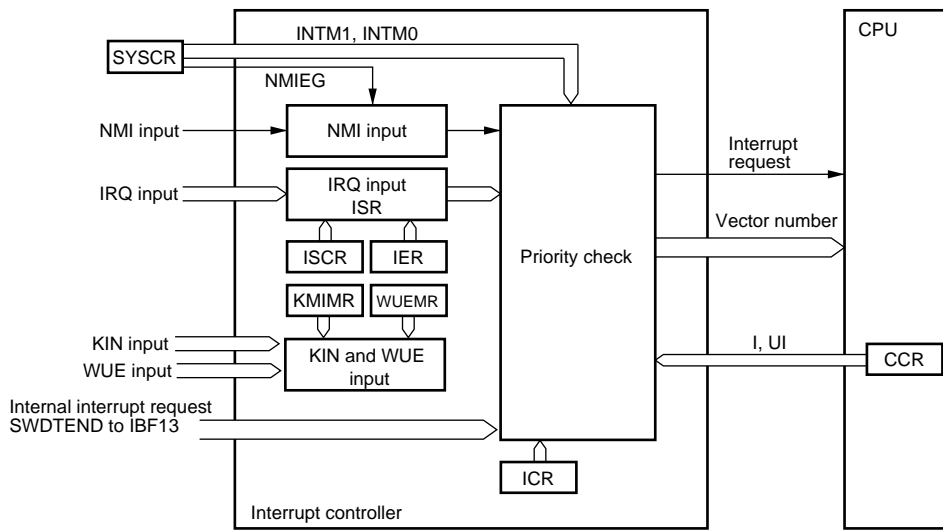 INTM1, INTM0
CPU
SYSCR
NMIEG
NMI input
NMI input
Interrupt
request
IRQ input
IRQ input
ISR
Vector number
ISCR
IER
Priority check
KMIMR
WUEMR
KIN input
WUE input
KIN and WUE
input
I, UI
CCR
Internal interrupt request
SWDTEND to IBF13
ICR
Interrupt controller